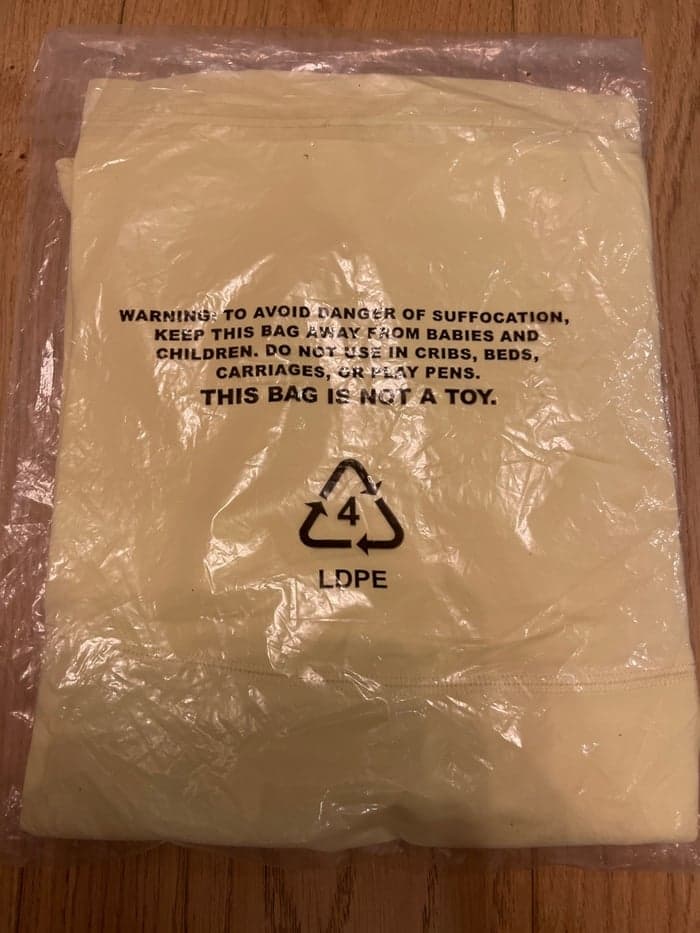 WARNING: TO AVOID DANGER OF SUFFOCATION,
KEEP THIS BAG AWAY FROM BABIES AND
CHILDREN. DO NOT USE IN CRIBS, BEDS,
CARRIAGES, OR PLAY PENS.
THIS BAG IS NOT A TOY.
4
LDPE